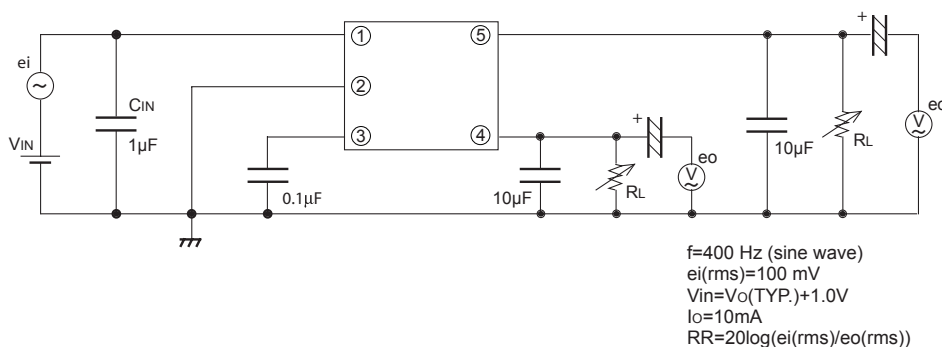 +
① ⑤
ei eo
②
V
CIN
~
VIN 1µF + 10µF RL
③ ④
eo
0.1µF 10µF RL V
~
f=400 Hz (sine wave)
ei(rms)=100 mV
Vin=VO(TYP.)+1.0V
IO=10mA
RR=20log(ei(rms)/eo(rms))